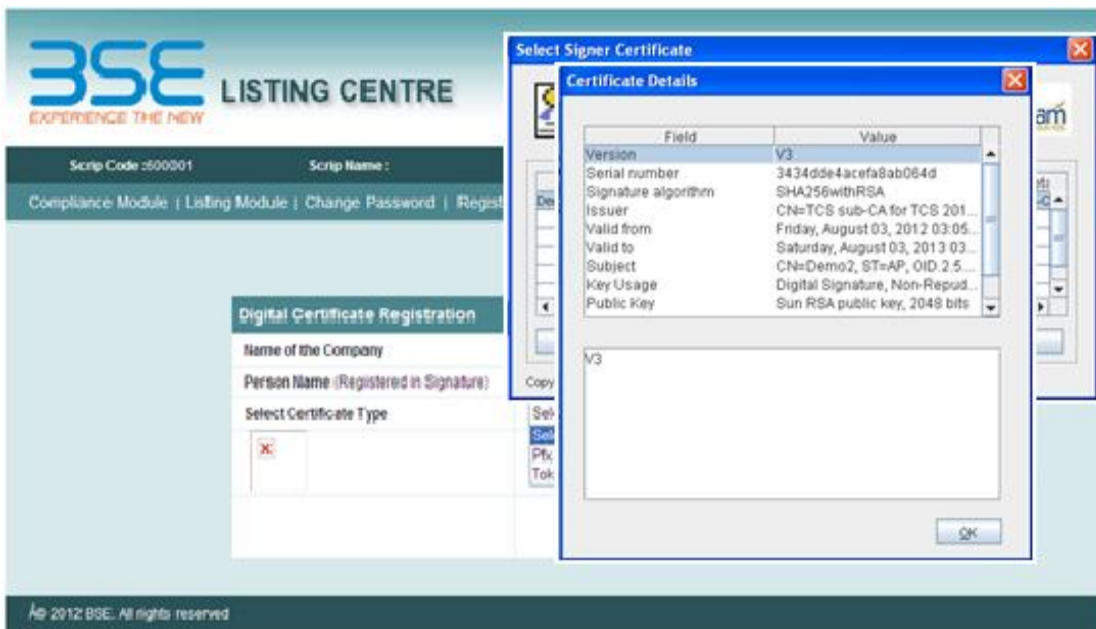 BSE
EXPERIENCE THE NEW
LISTING CENTRE
Scrip Code :600001 Scrip Name :
Compliance Module | Listing Module | Change Password | Regist
Select Signer Certificate
am
Certificate Details
Field Value
Version V3
Serial number 3434dde4acefa8ab064d
Signature algorithm SHA256withRSA
Issuer CN=TCS sub-CA for TCS 201...
Valid from Friday, August 03, 2012 03:05...
Valid to Saturday, August 03, 2013 03...
Subject CN=Demo2, ST=AP, OID.2.5....
Key Usage Digital Signature, Non-Repud...
Public Key Sun RSA public key, 2048 bits
V3
OK
Digital Certificate Registration
Name of the Company
Person Name (Registered in Signature)
Copy
Select Certificate Type
Sel
Sel
Pfx
Tok
© 2012 BSE. All rights reserved